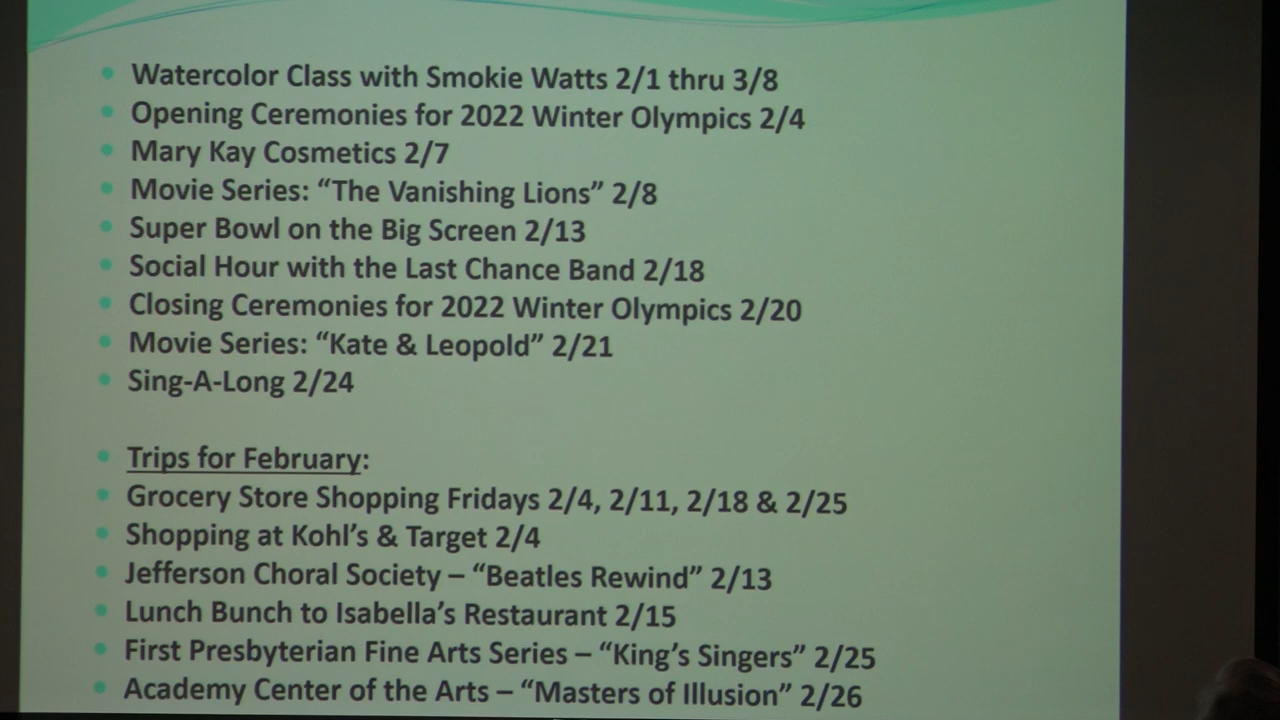 • Watercolor Class with Smokie Watts 2/1 thru 3/8
• Opening Ceremonies for 2022 Winter Olympics 2/4
• Mary Kay Cosmetics 2/7
• Movie Series: “The Vanishing Lions” 2/8
• Super Bowl on the Big Screen 2/13
• Social Hour with the Last Chance Band 2/18
• Closing Ceremonies for 2022 Winter Olympics 2/20
• Movie Series: “Kate & Leopold” 2/21
• Sing-A-Long 2/24
• Trips for February:
• Grocery Store Shopping Fridays 2/4, 2/11, 2/18 & 2/25
• Shopping at Kohl’s & Target 2/4
• Jefferson Choral Society – “Beatles Rewind” 2/13
• Lunch Bunch to Isabella’s Restaurant 2/15
• First Presbyterian Fine Arts Series – “King’s Singers” 2/25
• Academy Center of the Arts – “Masters of Illusion” 2/26